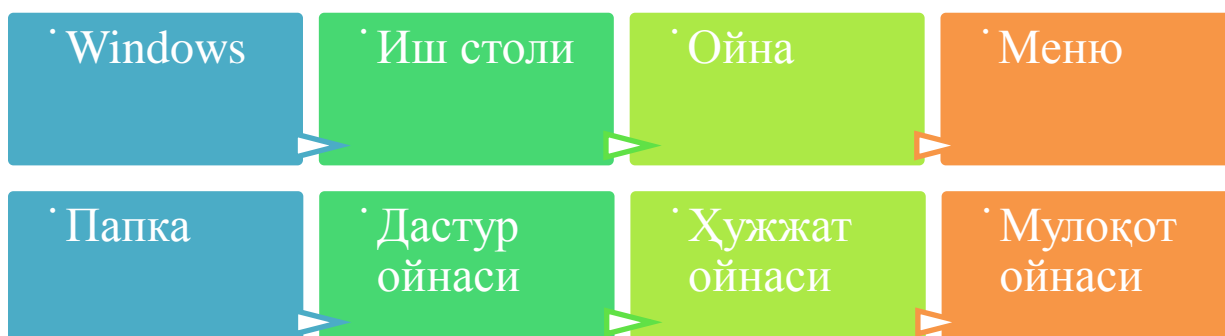 · Windows
· Иш столи
· Ойна
· Меню
· Папка
· Дастур
ойнаси
· Ҳужжат
ойнаси
· Мулоқот
ойнаси